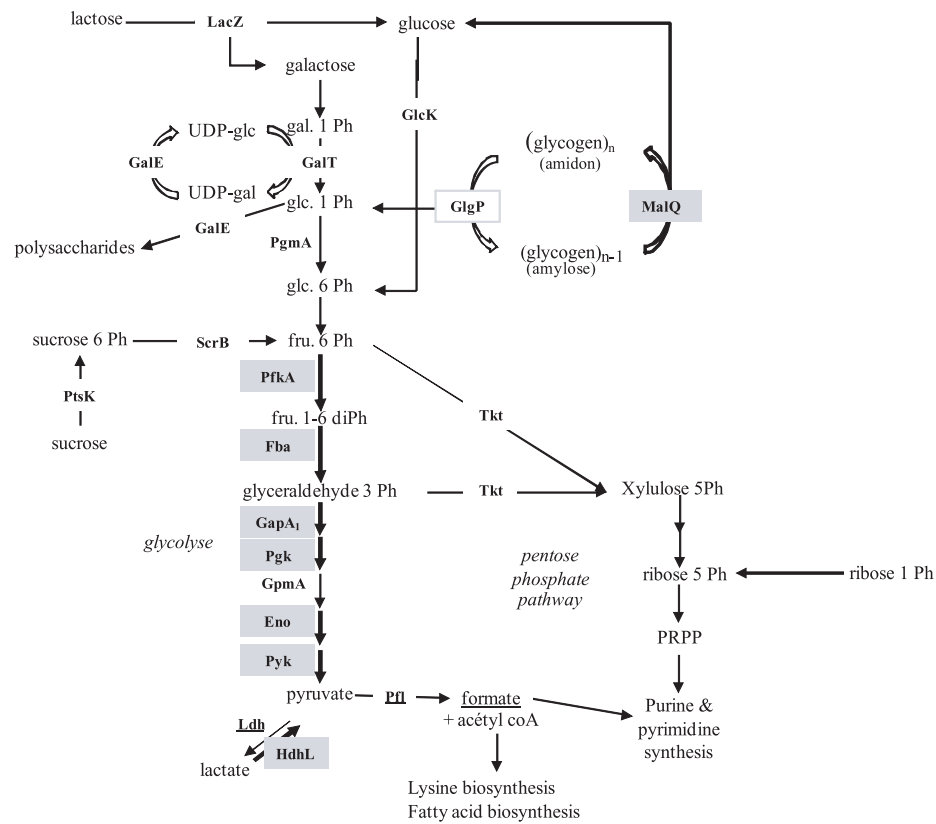 lactose LacZ glucose
galactose
GlcK
UDP-glc gal. 1 Ph
(glycogen)n
(amidon)
GalE GalT
UDP-gal
glc. 1 Ph GlgP MalQ
GalE
polysaccharides PgmA
(glycogen)n-1
(amylose)
glc. 6 Ph
sucrose 6 Ph ScrB fru. 6 Ph
PfkA
PtsK
Tkt
fru. 1-6 diPh
sucrose Fba
glyceraldehyde 3 Ph Tkt Xylulose 5Ph
GapA1
glycolyse
Pgk
pentose
phosphate
pathway
GpmA
ribose 5 Ph ribose 1 Ph
Eno
PRPP
Pyk
pyruvate Pfl formate
+ acétyl coA
Purine &
pyrimidine
synthesis
Ldh
HdhL
lactate
Lysine biosynthesis
Fatty acid biosynthesis